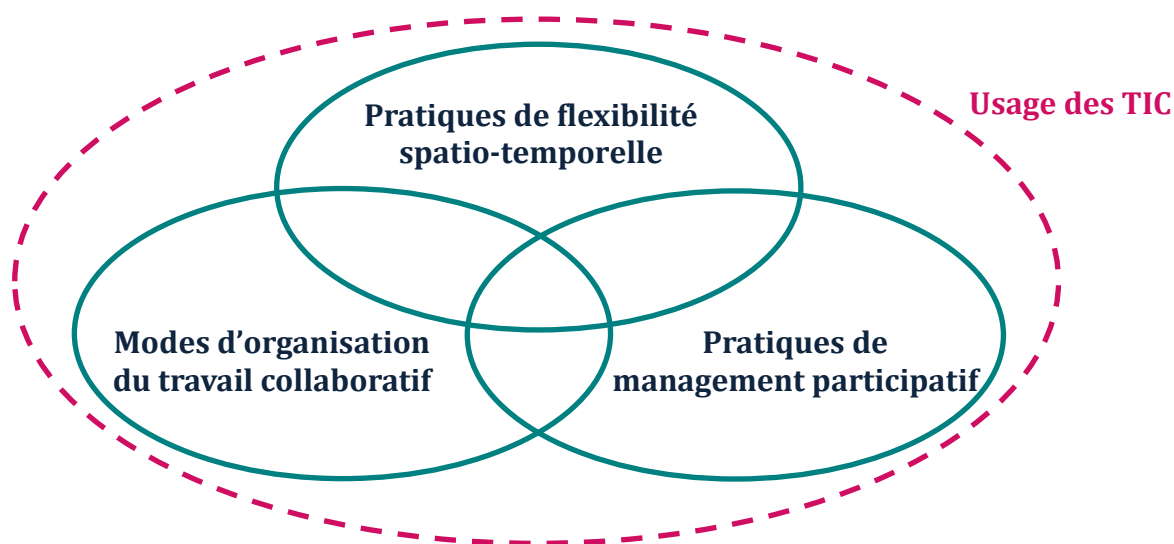 Usage des TIC
Pratiques de flexibilité
spatio-temporelle
Modes d’organisation
du travail collaboratif
Pratiques de
management participatif